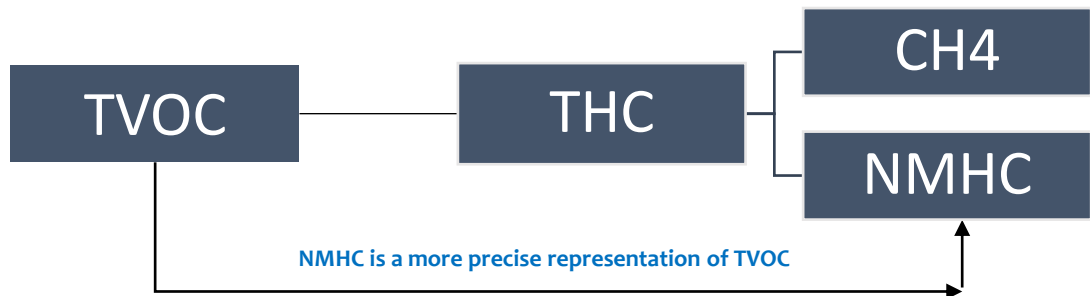 TVOC
THC
CH4
NMHC
NMHC is a more precise representation of TVOC